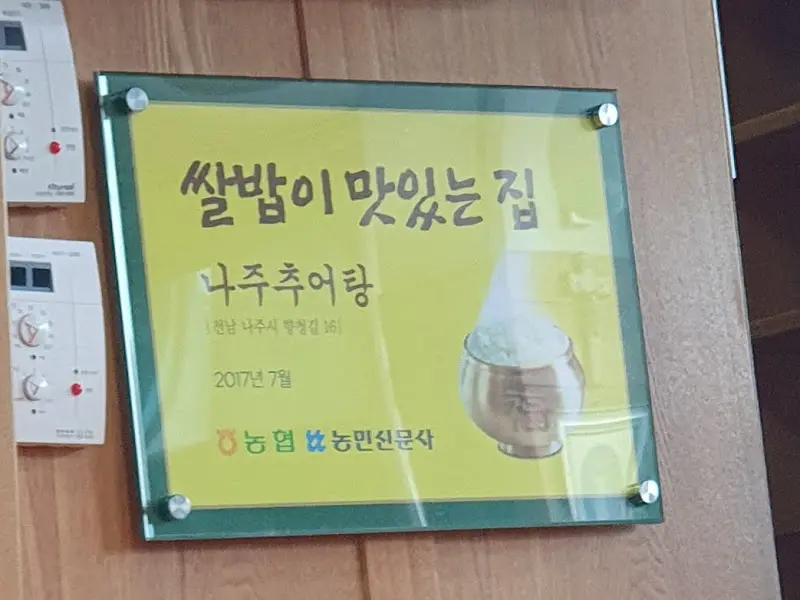 쌀밥이 맛있는 집
나주추어탕
전남 나주시 향청길 16
2017년 7월
농협 농민신문사